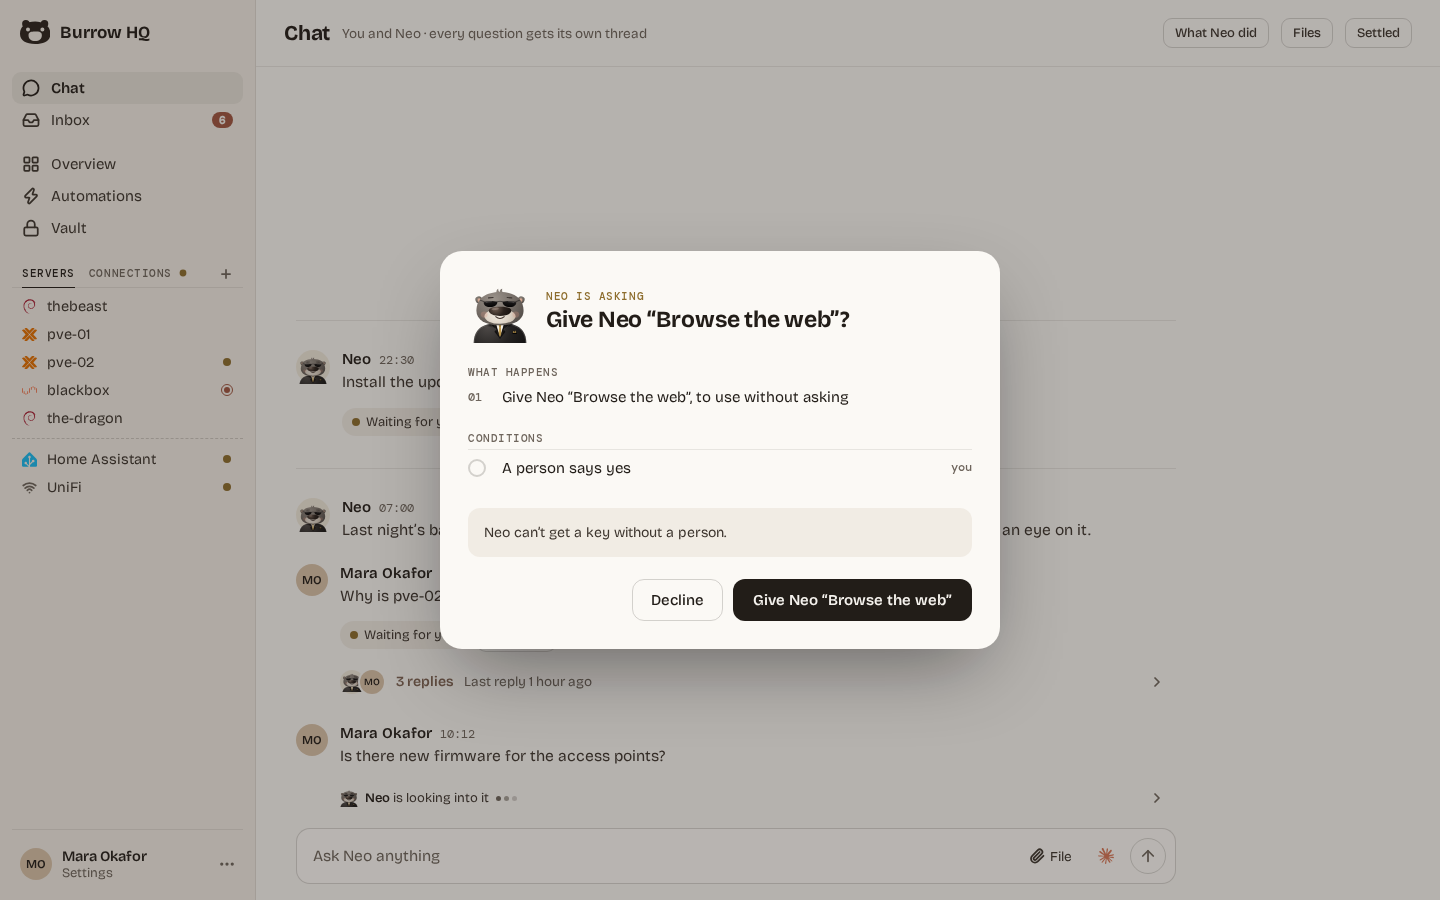 Burrow HQ
Chat
Inbox
6
Overview
Automations
Vault
SERVERS
CONNECTIONS
thebeast
pve-01
pve-02
blackbox
the-dragon
Home Assistant
UniFi
MO
Mara Okafor
Settings
Chat
You and Neo · every question gets its own thread
What Neo did
Files
Settled
Neo 22:30
Install the
Waiting for
Neo 07:00
Last night's
an eye on it.
MO
Mara Okafor
Why is pve-02
Waiting for
MO
3 replies
Last reply 1 hour ago
MO
Mara Okafor 10:12
Is there new firmware for the access points?
Neo is looking into it
Ask Neo anything
File
NEO IS ASKING
Give Neo “Browse the web”?
WHAT HAPPENS
01 Give Neo “Browse the web”, to use without asking
CONDITIONS
A person says yes
you
Neo can't get a key without a person.
Decline
Give Neo “Browse the web”